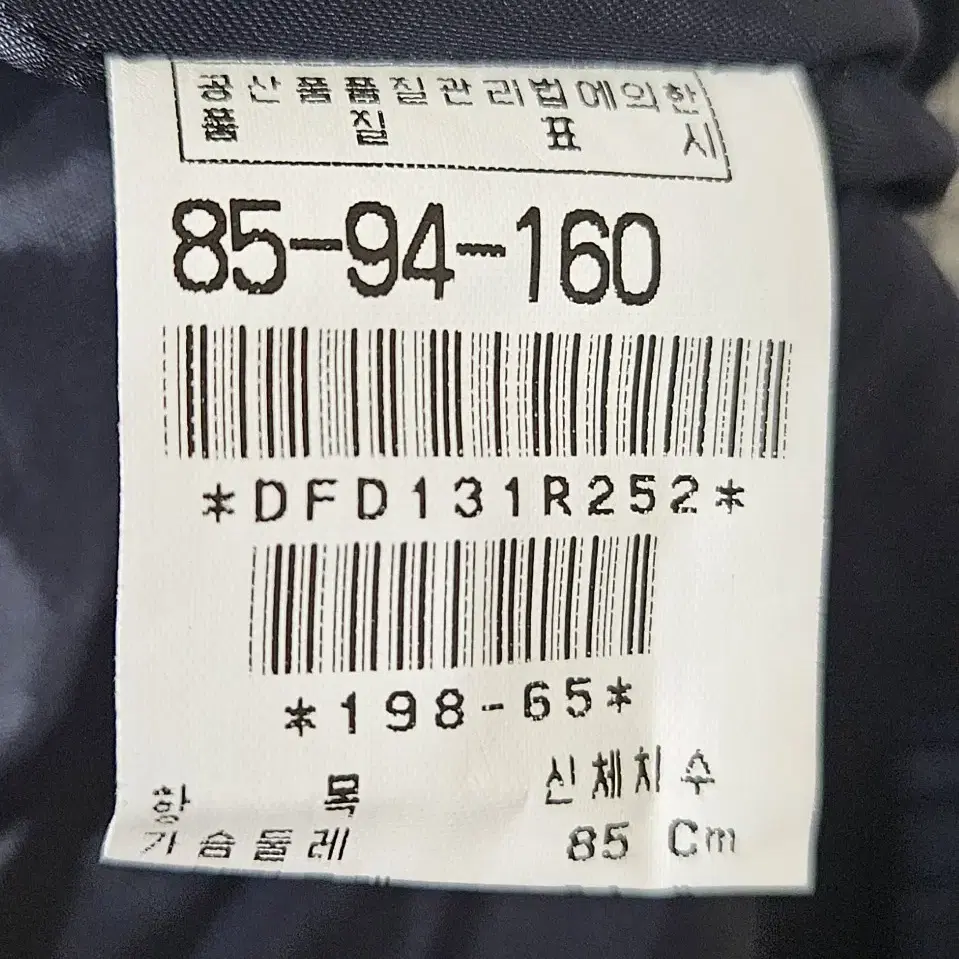 공산품품질관리법에의한
품 질 표 시
85-94-160
*DFD131R252*
*198-65*
항 목 신체치수
가슴둘레 85 Cm